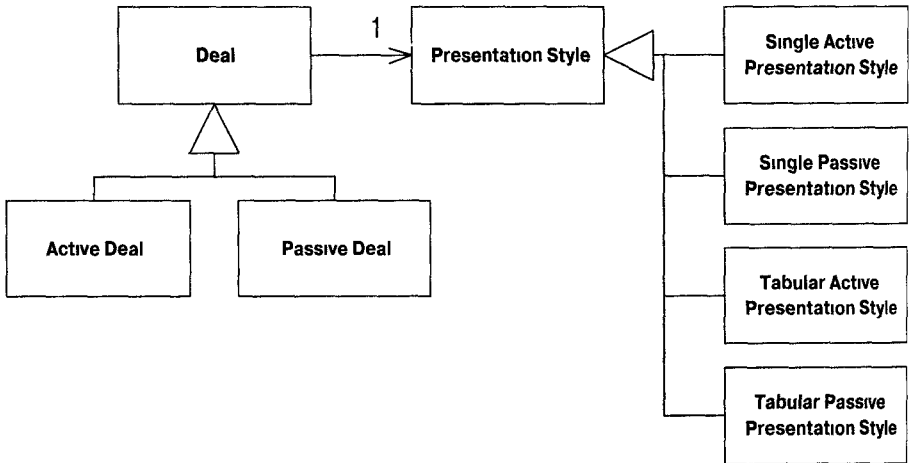 Deal
1
Presentation Style
Single Active
Presentation Style
Single Passive
Presentation Style
Active Deal
Passive Deal
Tabular Active
Presentation Style
Tabular Passive
Presentation Style